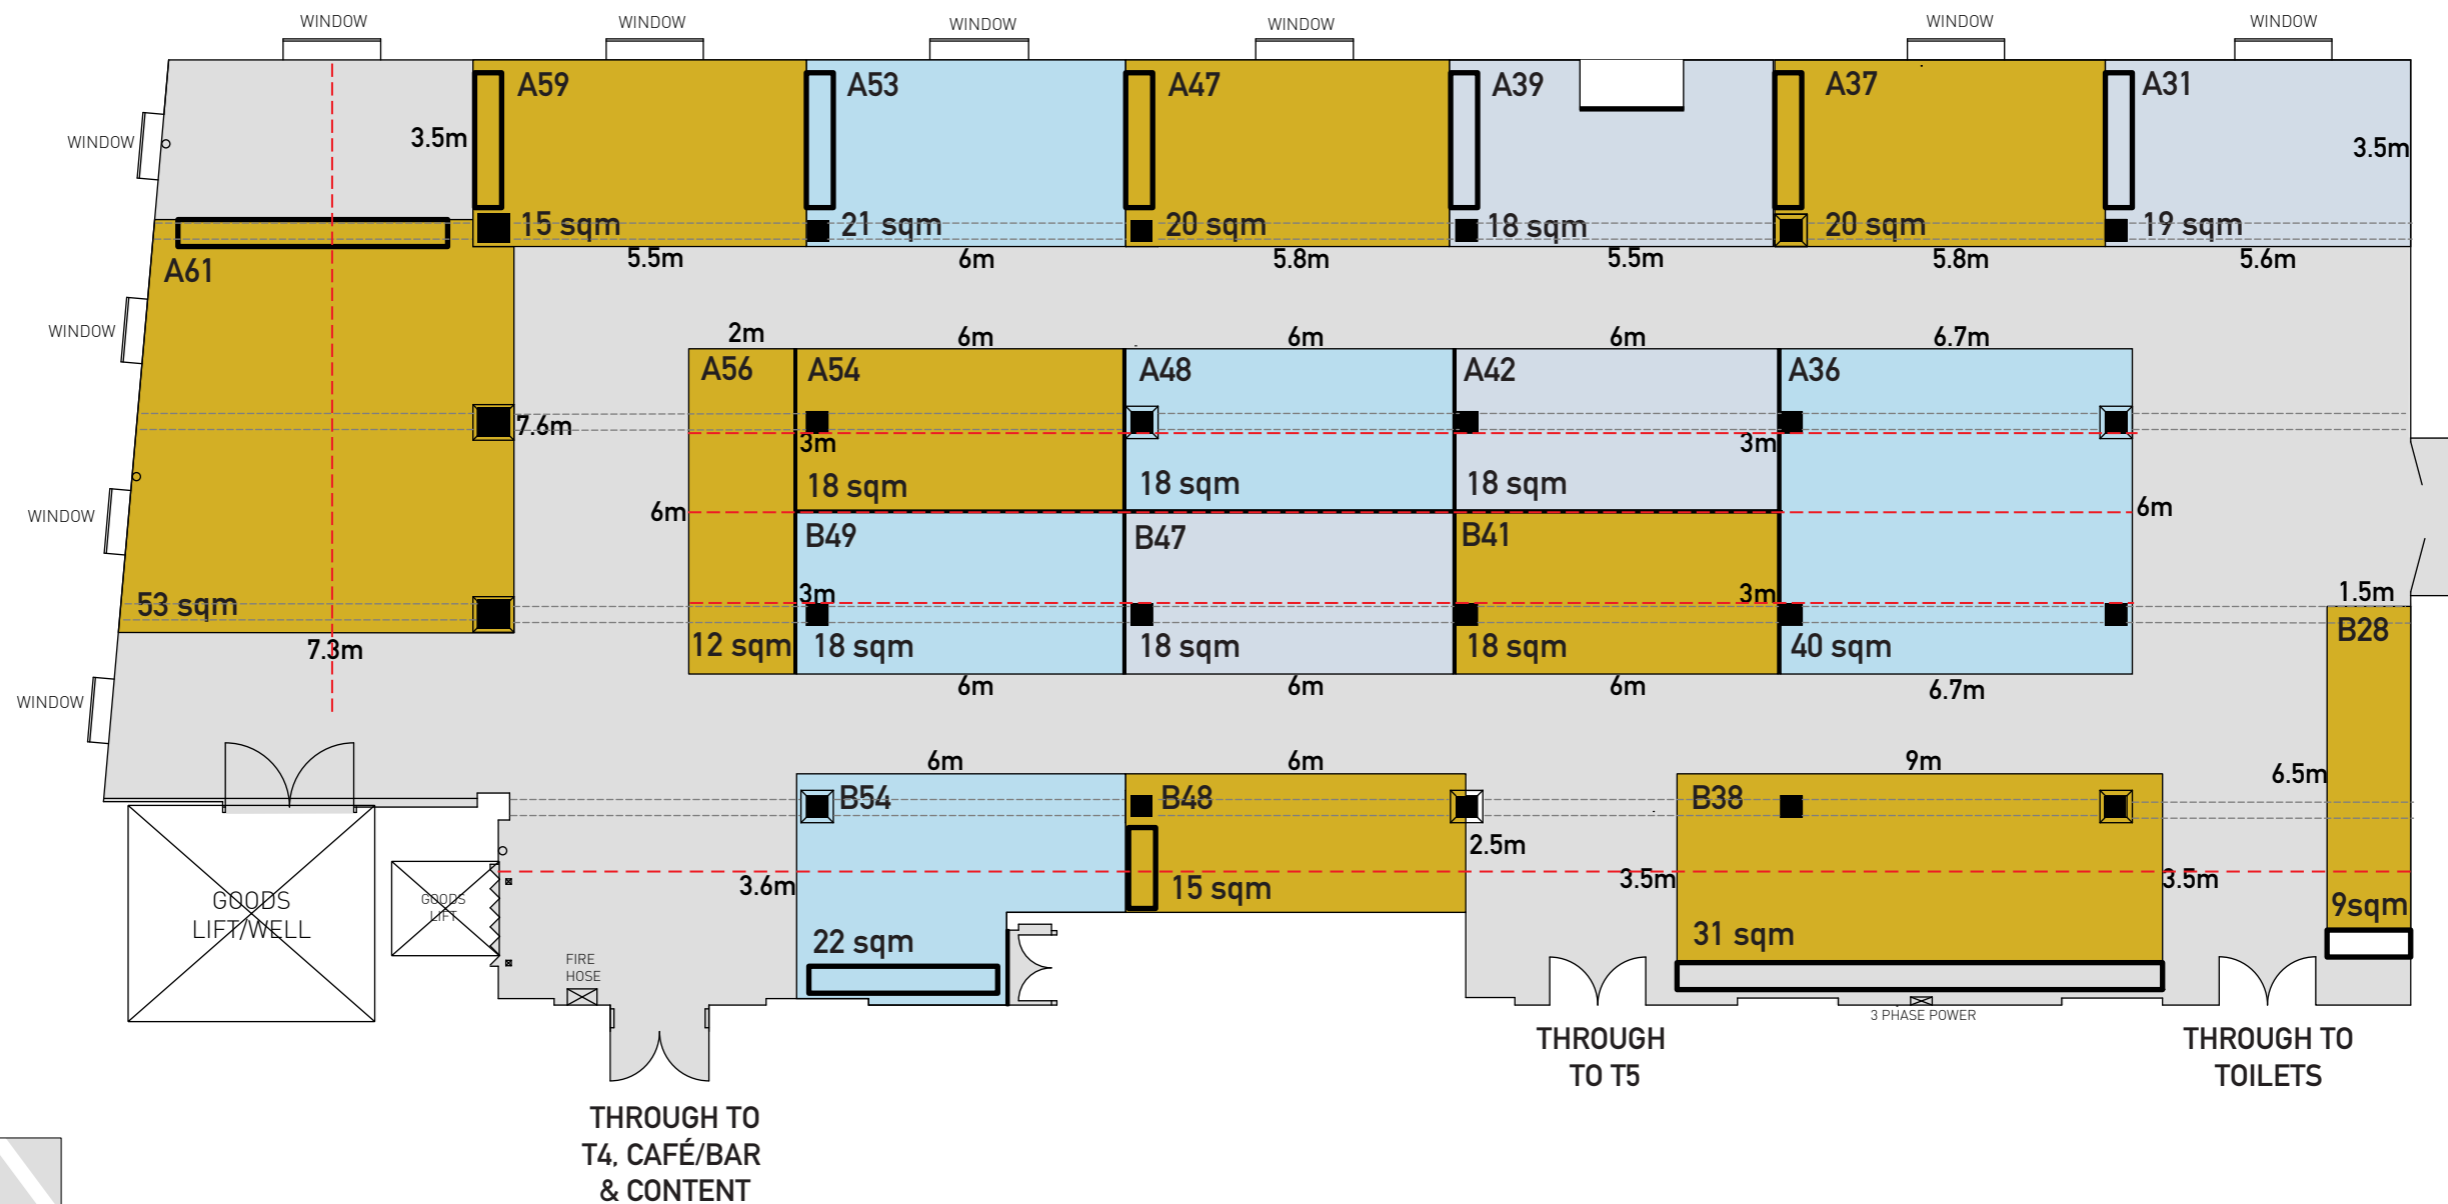 WINDOW
WINDOW
WINDOW
WINDOW
WINDOW
WINDOW
A59
A53
A47
A39
A37
A31
WINDOW
3.5m
3.5m
15 sqm
21 sqm
20 sqm
18 sqm
20 sqm
19 sqm
5.5m
6m
5.8m
5.5m
5.8m
5.6m
A61
WINDOW
2m
6m
6m
6m
6.7m
A56
A54
A48
A42
A36
7.6m
3m
3m
18 sqm
18 sqm
18 sqm
WINDOW
6m
6m
B49
B47
B41
53 sqm
3m
3m
1.5m
B28
7.3m
12 sqm
18 sqm
18 sqm
18 sqm
40 sqm
6m
6m
6m
6.7m
WINDOW
6m
6m
9m
6.5m
B54
B48
B38
2.5m
3.6m
15 sqm
3.5m
3.5m
9sqm
GOODS
LIFT/WELL
GOODS
LIFT
22 sqm
31 sqm
FIRE
HOSE
3 PHASE POWER
THROUGH
TO T5
THROUGH TO
TOILETS
THROUGH TO
T4, CAFÉ/BAR
& CONTENT